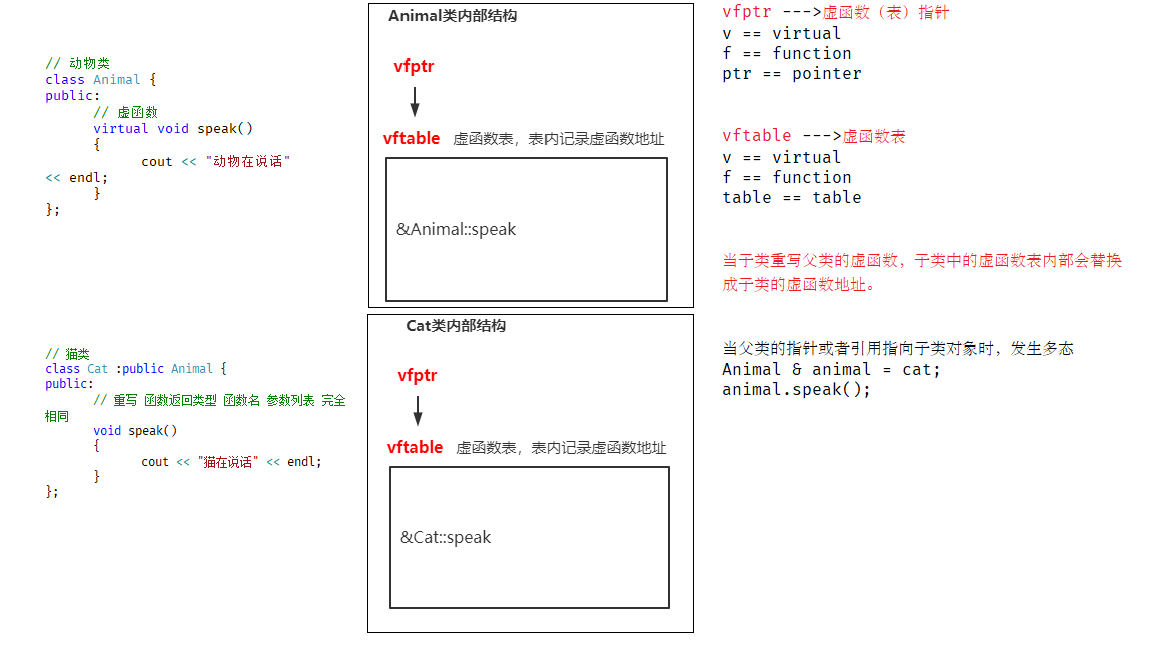 // 动物类
class Animal {
public:
// 虚函数
virtual void speak()
{
cout << "动物在说话"
<< endl;
}
};
// 猫类
class Cat :public Animal {
public:
// 重写 函数返回类型 函数名 参数列表 完全
相同
void speak()
{
cout << "猫在说话" << endl;
}
};
Animal类内部结构
vfptr
vftable 虚函数表，表内记录虚函数地址
&Animal::speak
Cat类内部结构
vfptr
vftable 虚函数表，表内记录虚函数地址
&Cat::speak
vfptr --->虚函数（表）指针
v == virtual
f == function
ptr == pointer
vftable --->虚函数表
v == virtual
f == function
table == table
当子类重写父类的虚函数，子类中的虚函数表内部会替换
成子类的虚函数地址。
当父类的指针或者引用指向子类对象时，发生多态
Animal & animal = cat;
animal.speak();